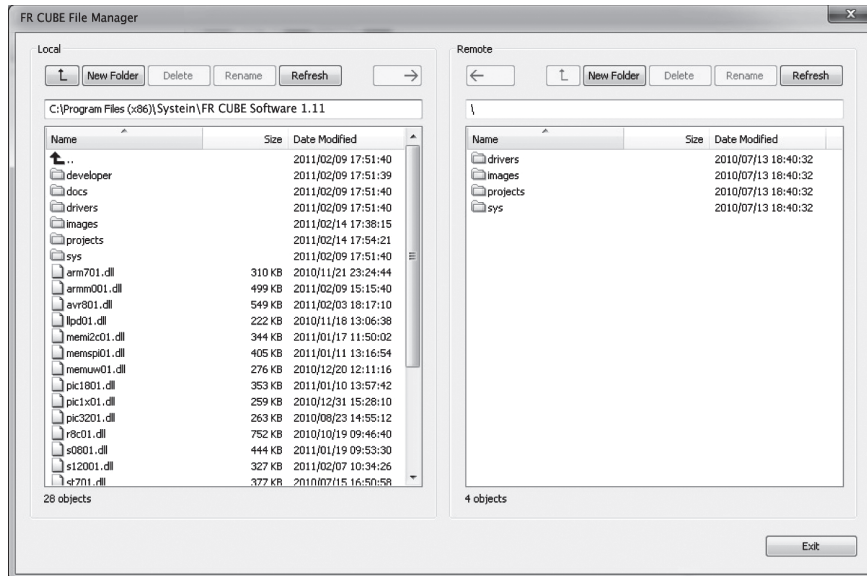 FR CUBE File Manager
Local
New Folder Delete Rename Refresh
C:\Program Files (x86)\Systein\FR CUBE Software 1.11
Name Size Date Modified
.. 2011/02/09 17:51:40
developer 2011/02/09 17:51:39
docs 2011/02/09 17:51:40
drivers 2011/02/09 17:51:40
images 2011/02/14 17:38:15
projects 2011/02/14 17:54:21
sys 2011/02/09 17:51:40
arm701.dll 310 KB 2010/11/21 23:24:44
armm001.dll 499 KB 2011/02/09 15:15:40
avr801.dll 549 KB 2011/02/03 18:17:10
llpd01.dll 222 KB 2010/11/18 13:06:38
memi2c01.dll 344 KB 2011/01/17 11:50:02
memspi01.dll 405 KB 2011/01/11 13:16:54
memuw01.dll 276 KB 2010/12/20 12:11:16
pic1801.dll 353 KB 2011/01/10 13:57:42
pic1x01.dll 259 KB 2010/12/31 15:28:10
pic3201.dll 263 KB 2010/08/23 14:55:12
r8c01.dll 752 KB 2010/10/19 09:46:40
s0801.dll 444 KB 2011/01/19 09:53:30
s12001.dll 327 KB 2011/02/07 10:34:26
st701.dll 377 KB 2010/07/15 16:50:58
28 objects
Remote
New Folder Delete Rename Refresh
\
Name Size Date Modified
drivers 2010/07/13 18:40:32
images 2010/07/13 18:40:32
projects 2010/07/13 18:40:32
sys 2010/07/13 18:40:32
4 objects
Exit